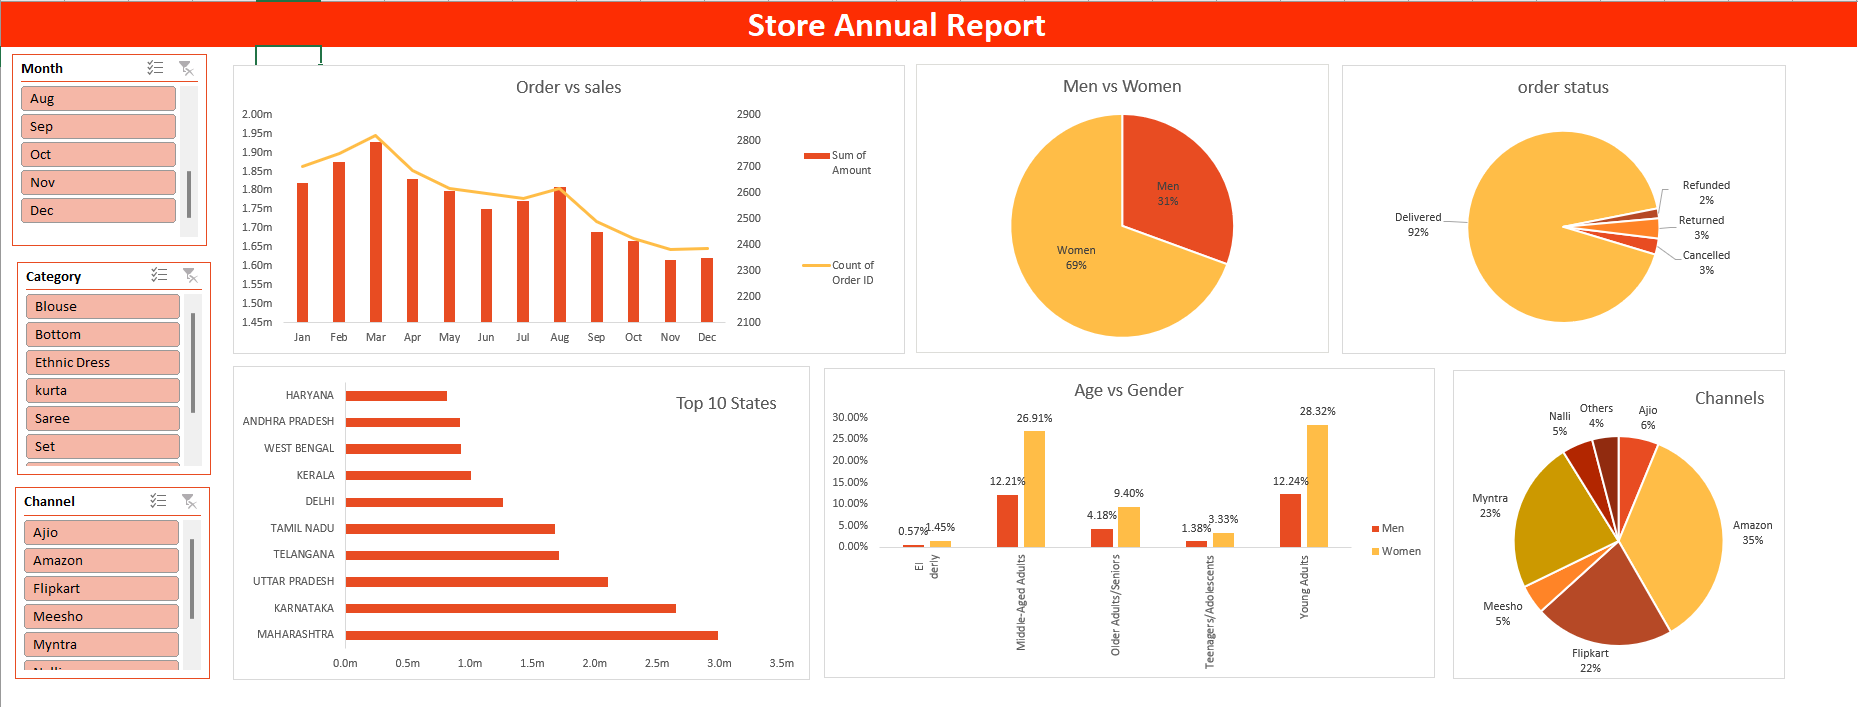 Store Annual Report
Month
Aug
Sep
Oct
Nov
Dec
Category
Blouse
Bottom
Ethnic Dress
kurta
Saree
Set
Channel
Ajio
Amazon
Flipkart
Meesho
Myntra
Order vs sales
2.00m
1.95m
1.90m
1.85m
1.80m
1.75m
1.70m
1.65m
1.60m
1.55m
1.50m
1.45m
2900
2800
2700
2600
2500
2400
2300
2200
2100
Jan Feb Mar Apr May Jun Jul Aug Sep Oct Nov Dec
Sum of
Amount
Count of
Order ID
Men vs Women
Men
31%
Women
69%
order status
Delivered
92%
Refunded
2%
Returned
3%
Cancelled
3%
Top 10 States
HARYANA
ANDHRA PRADESH
WEST BENGAL
KERALA
DELHI
TAMIL NADU
TELANGANA
UTTAR PRADESH
KARNATAKA
MAHARASHTRA
0.0m 0.5m 1.0m 1.5m 2.0m 2.5m 3.0m 3.5m
Age vs Gender
30.00%
25.00%
20.00%
15.00%
10.00%
5.00%
0.00%
0.57% 1.45%
12.21% 26.91%
4.18% 9.40%
1.38% 3.33%
12.24% 28.32%
El
derly
Middle-Aged Adults
Older Adults/Seniors
Teenagers/Adolescents
Young Adults
Men
Women
Channels
Ajio
6%
Amazon
35%
Flipkart
22%
Meesho
5%
Myntra
23%
Nalli
5%
Others
4%